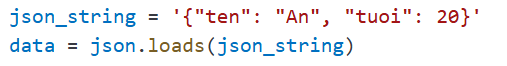 json_string = '{"ten": "An", "tuoi": 20}'
data = json.loads(json_string)